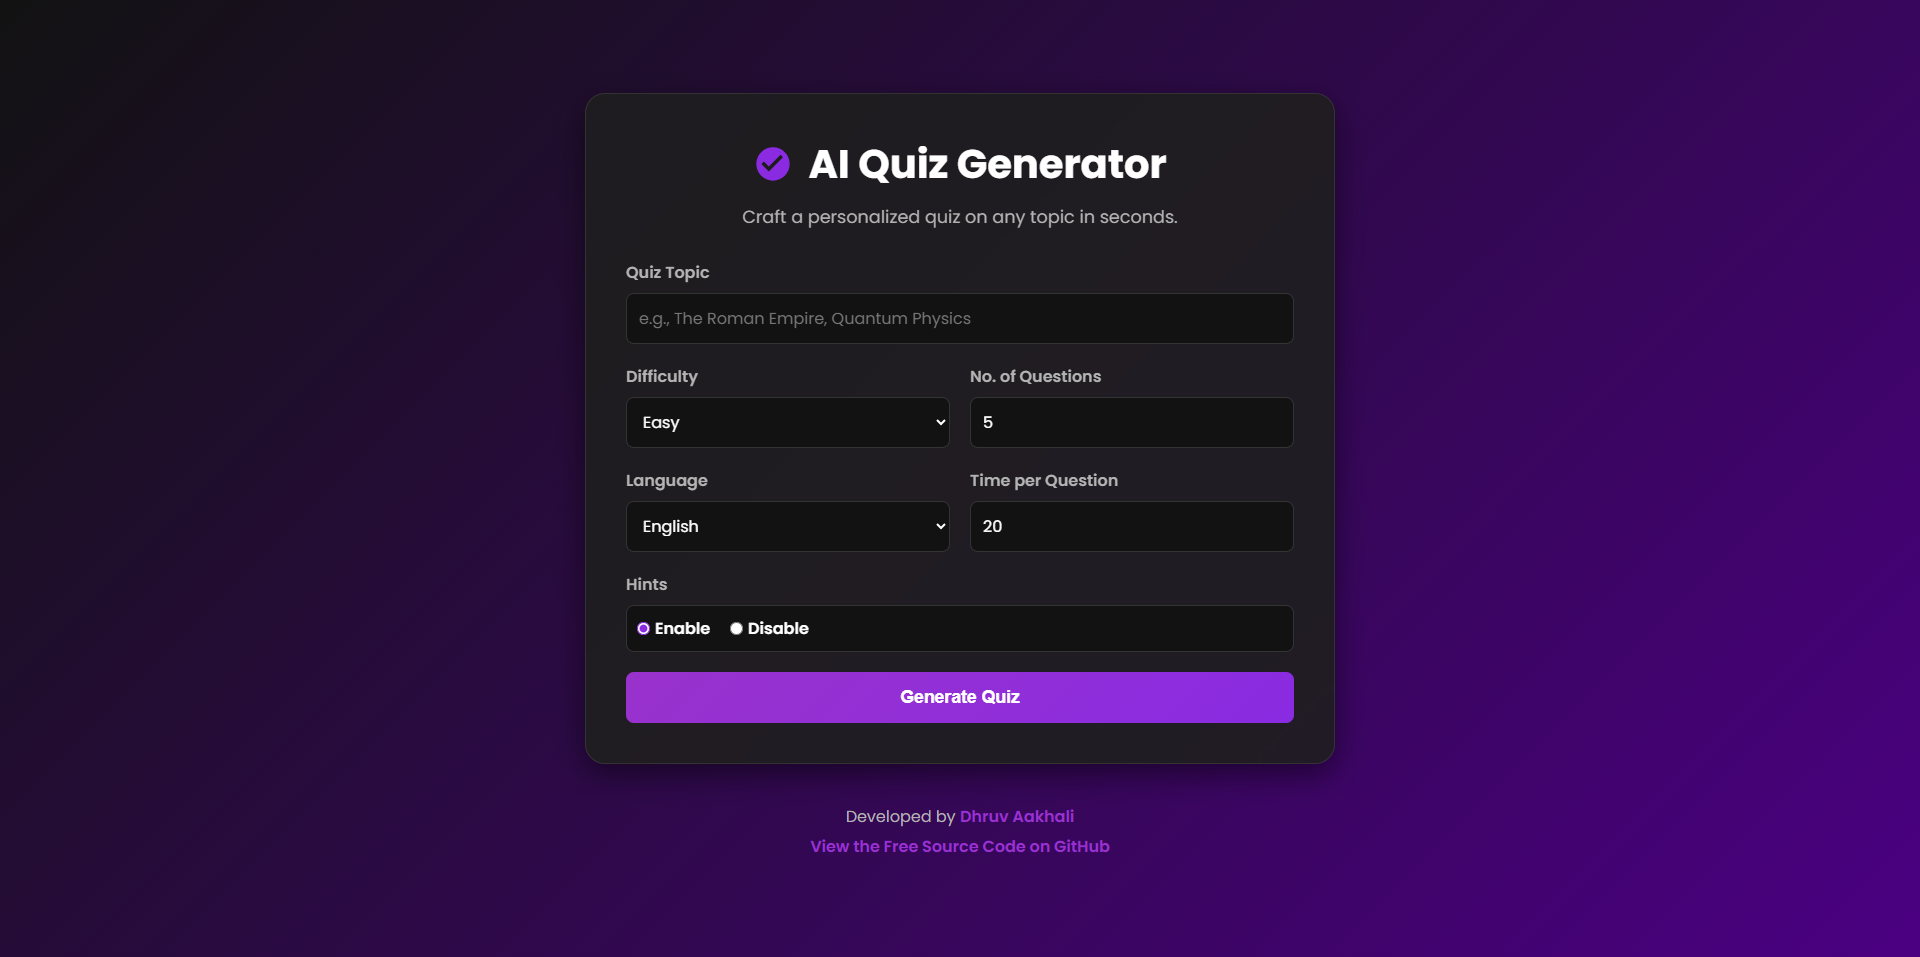 AI Quiz Generator
Craft a personalized quiz on any topic in seconds.
Quiz Topic
e.g., The Roman Empire, Quantum Physics
Difficulty
No. of Questions
Easy
5
Language
Time per Question
English
20
Hints
Enable Disable
Generate Quiz
Developed by Dhruv Aakhali
View the Free Source Code on GitHub